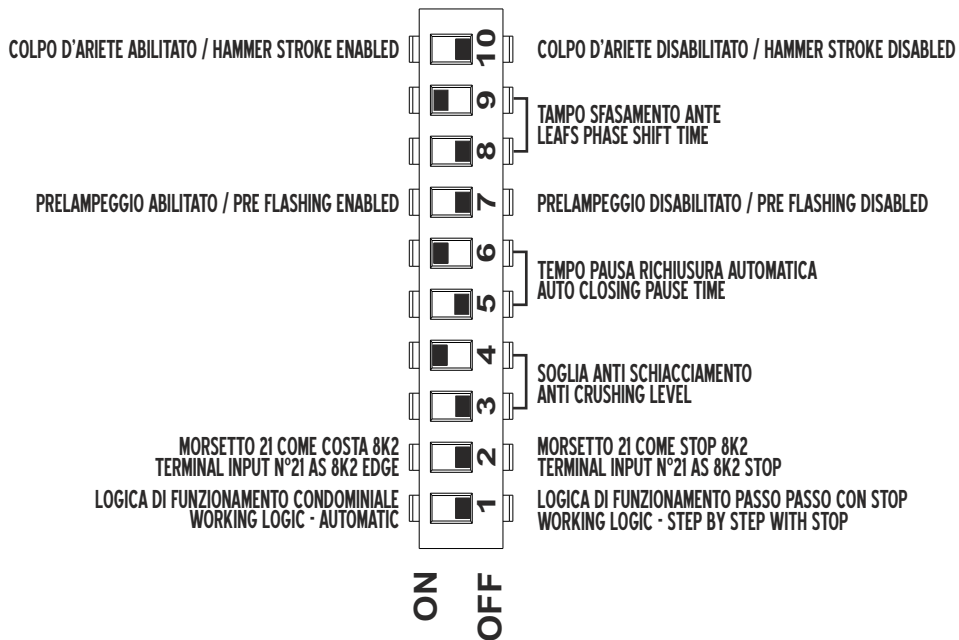 COLPO D'ARIETE ABILITATO / HAMMER STROKE ENABLED
10
COLPO D'ARIETE DISABILITATO / HAMMER STROKE DISABLED
9
TAMPO SFASAMENTO ANTE
LEAFS PHASE SHIFT TIME
8
PRELAMPEGGIO ABILITATO / PRE FLASHING ENABLED
7
PRELAMPEGGIO DISABILITATO / PRE FLASHING DISABLED
6
TEMPO PAUSA RICHIUSURA AUTOMATICA
AUTO CLOSING PAUSE TIME
5
4
SOGLIA ANTI SCHIACCIAMENTO
ANTI CRUSHING LEVEL
3
MORSETTO 21 COME COSTA 8K2
TERMINAL INPUT N°21 AS 8K2 EDGE
2
MORSETTO 21 COME STOP 8K2
TERMINAL INPUT N°21 AS 8K2 STOP
LOGICA DI FUNZIONAMENTO CONDOMINIALE
WORKING LOGIC - AUTOMATIC
1
LOGICA DI FUNZIONAMENTO PASSO PASSO CON STOP
WORKING LOGIC - STEP BY STEP WITH STOP
ON
OFF